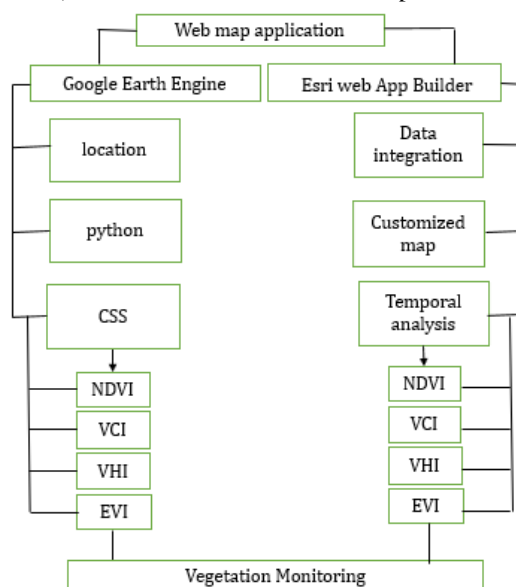 Web map application
Google Earth Engine
Esri web App Builder
location
Data
integration
python
Customized
map
CSS
Temporal
analysis
NDVI
VCI
VHI
EVI
NDVI
VCI
VHI
EVI
Vegetation Monitoring